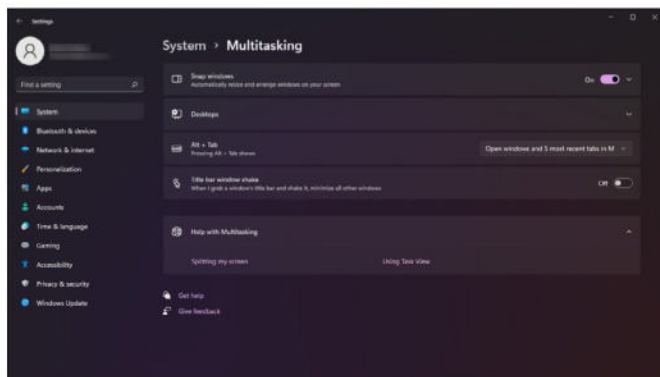 Settings
System > Multitasking
Find a setting
System
Bluetooth & devices
Network & internet
Personalization
Apps
Accounts
Time & language
Gaming
Accessibility
Privacy & security
Windows Update
Snap windows
Automatically resize and arrange windows on your screen
On
Desktops
Alt + Tab
Pressing Alt + Tab shows
Open windows and 5 most recent tabs in M
Title bar window shake
When I grab a window's title bar and shake it, minimize all other windows
Off
Help with Multitasking
Splitting my screen
Using Task View
Get help
Give feedback